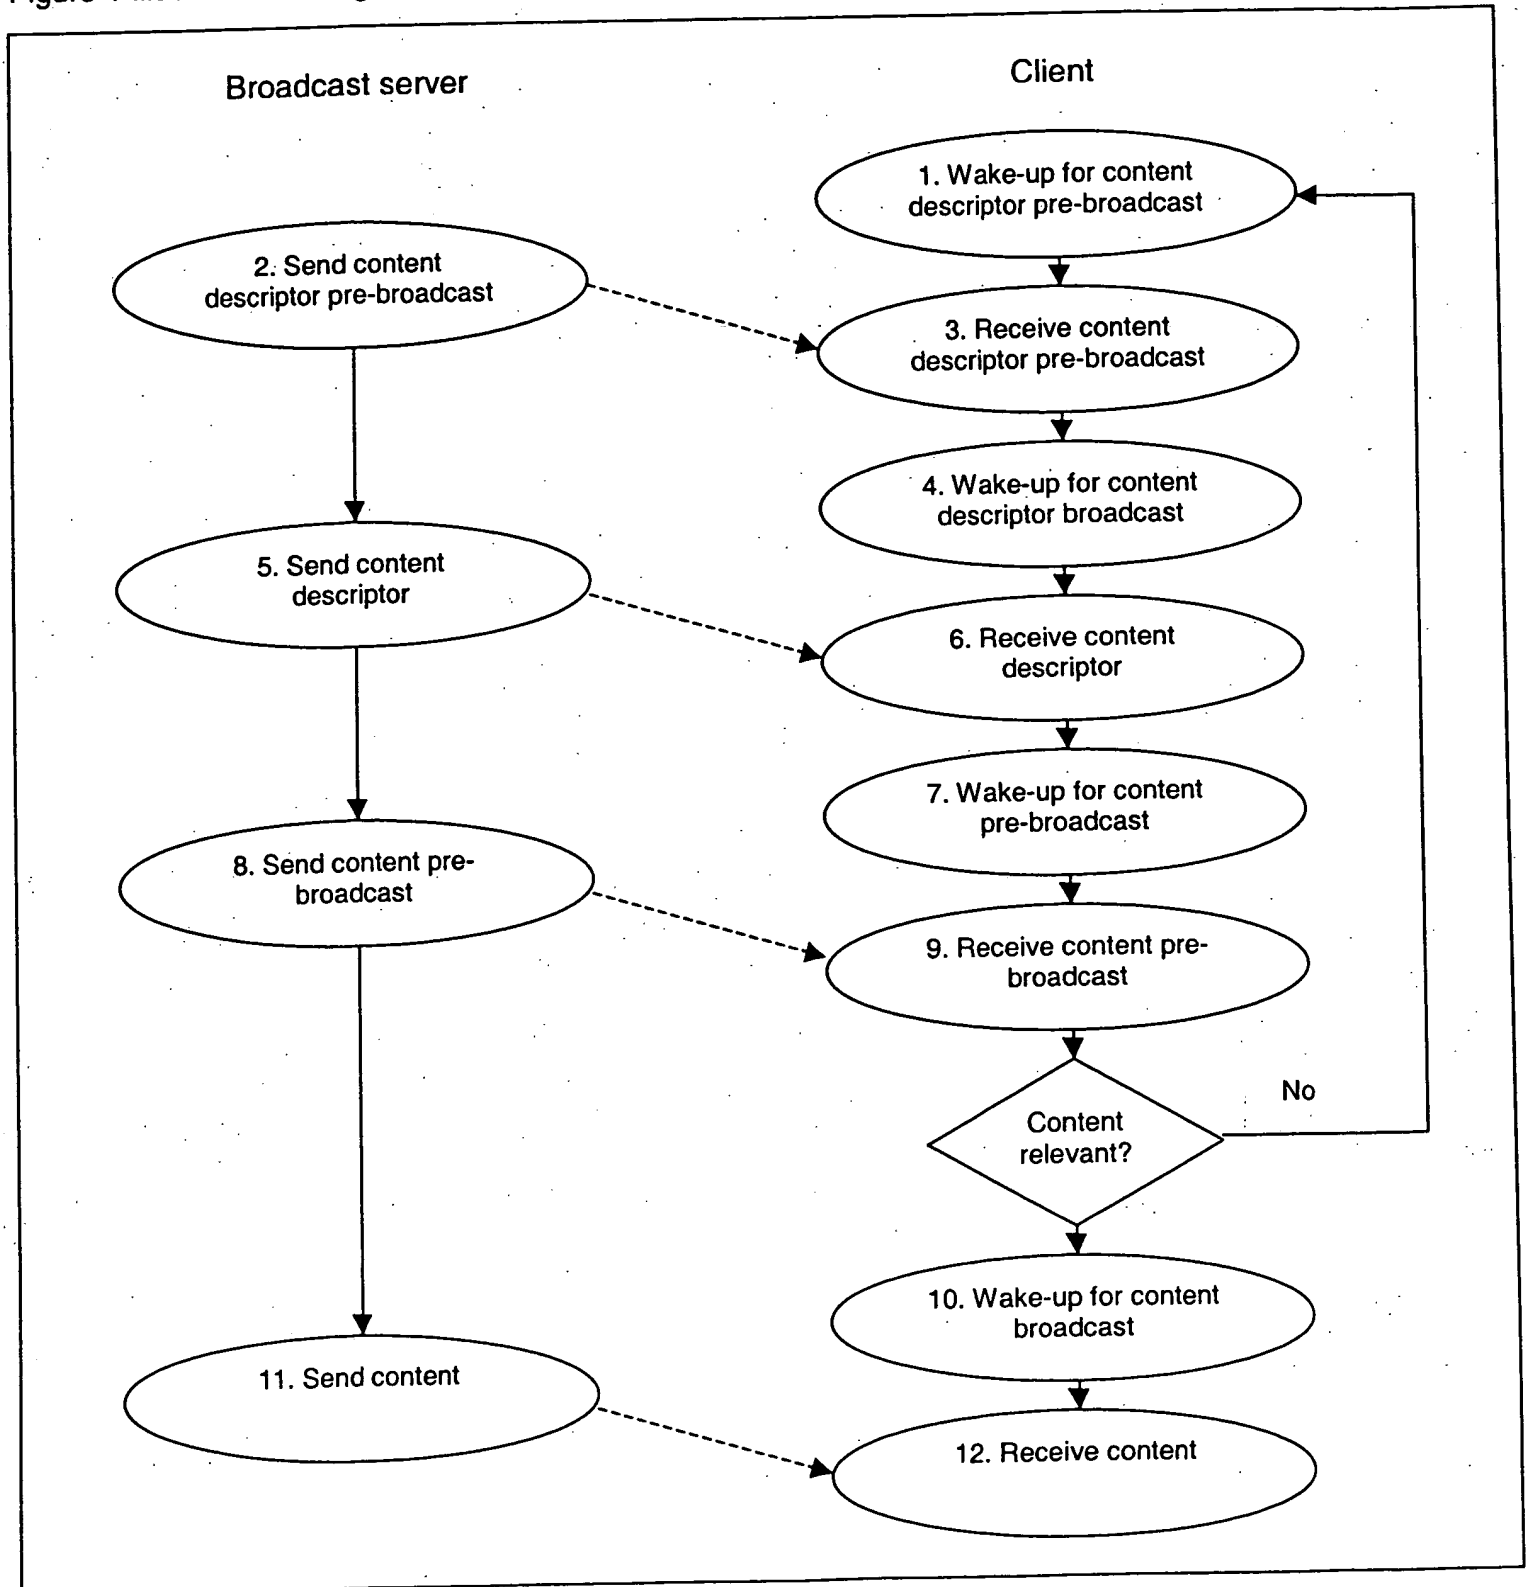 Figure
Broadcast server
Client
1. Wake-up for content
descriptor pre-broadcast
2. Send content
descriptor pre-broadcast
3. Receive content
descriptor pre-broadcast
4. Wake-up for content
descriptor broadcast
5. Send content
descriptor
6. Receive content
descriptor
7. Wake-up for content
pre-broadcast
8. Send content pre-
broadcast
9. Receive content pre-
broadcast
Content
relevant?
No
10. Wake-up for content
broadcast
11. Send content
12. Receive content